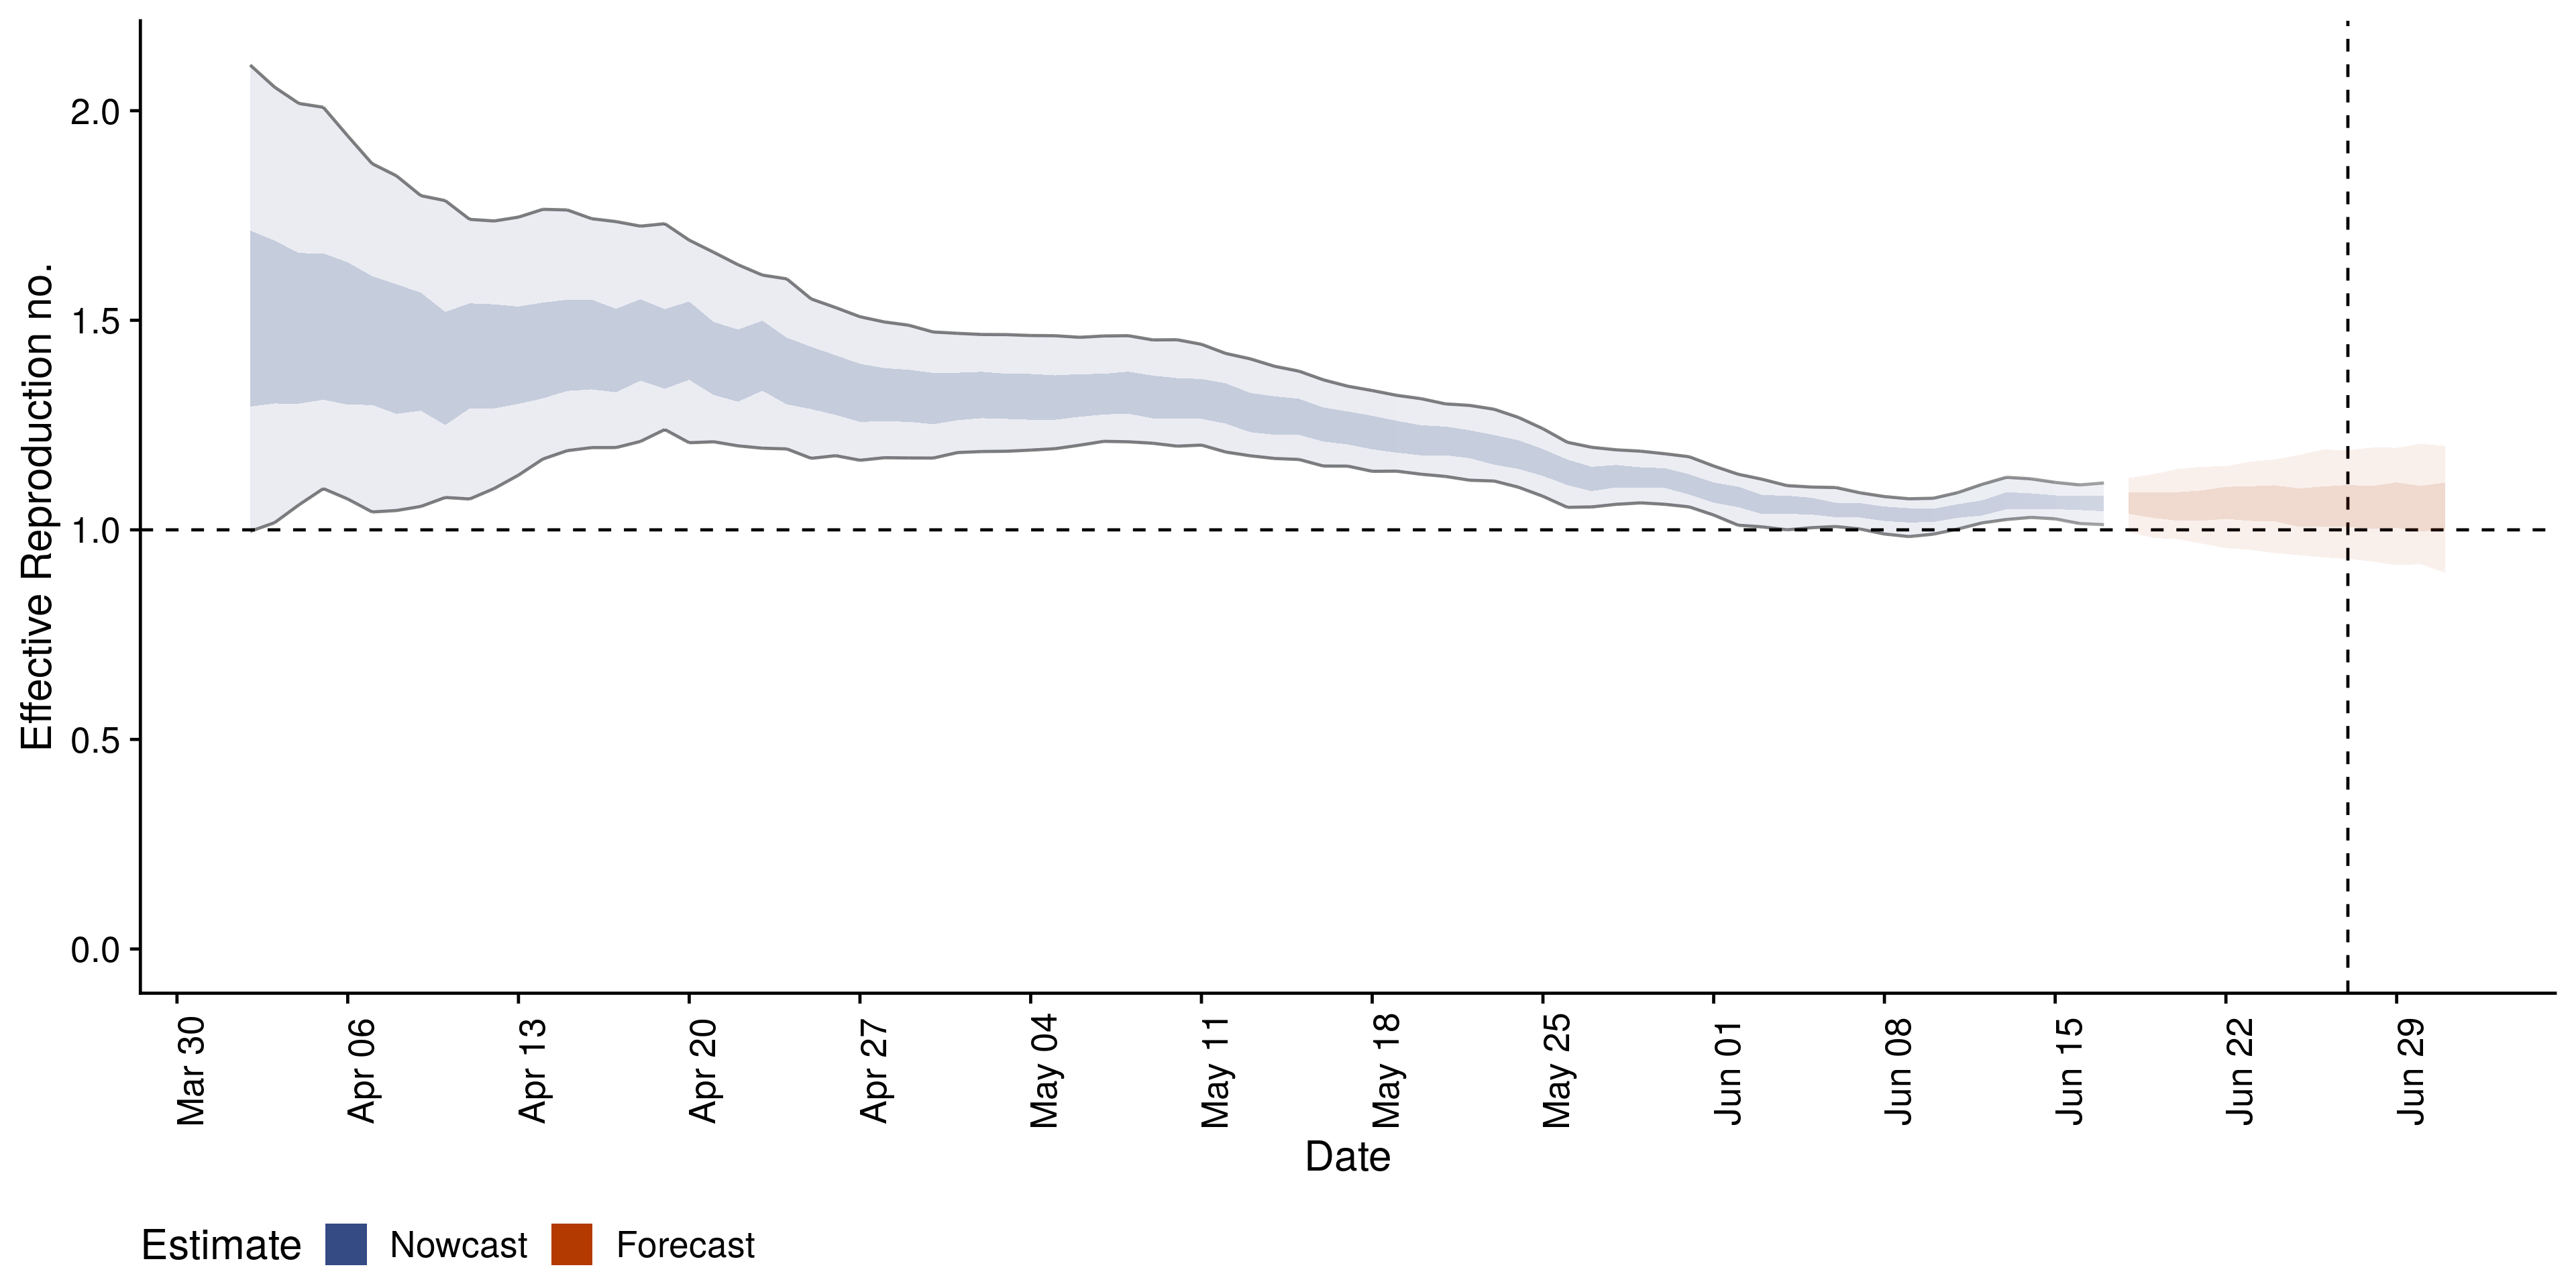 Effective Reproduction no.
2.0
1.5
1.0
0.5
0.0
Mar 30
Apr 06
Apr 13
Apr 20
Apr 27
May 04
May 11
May 18
May 25
Jun 01
Jun 08
Jun 15
Jun 22
Jun 29
Date
Estimate Nowcast Forecast